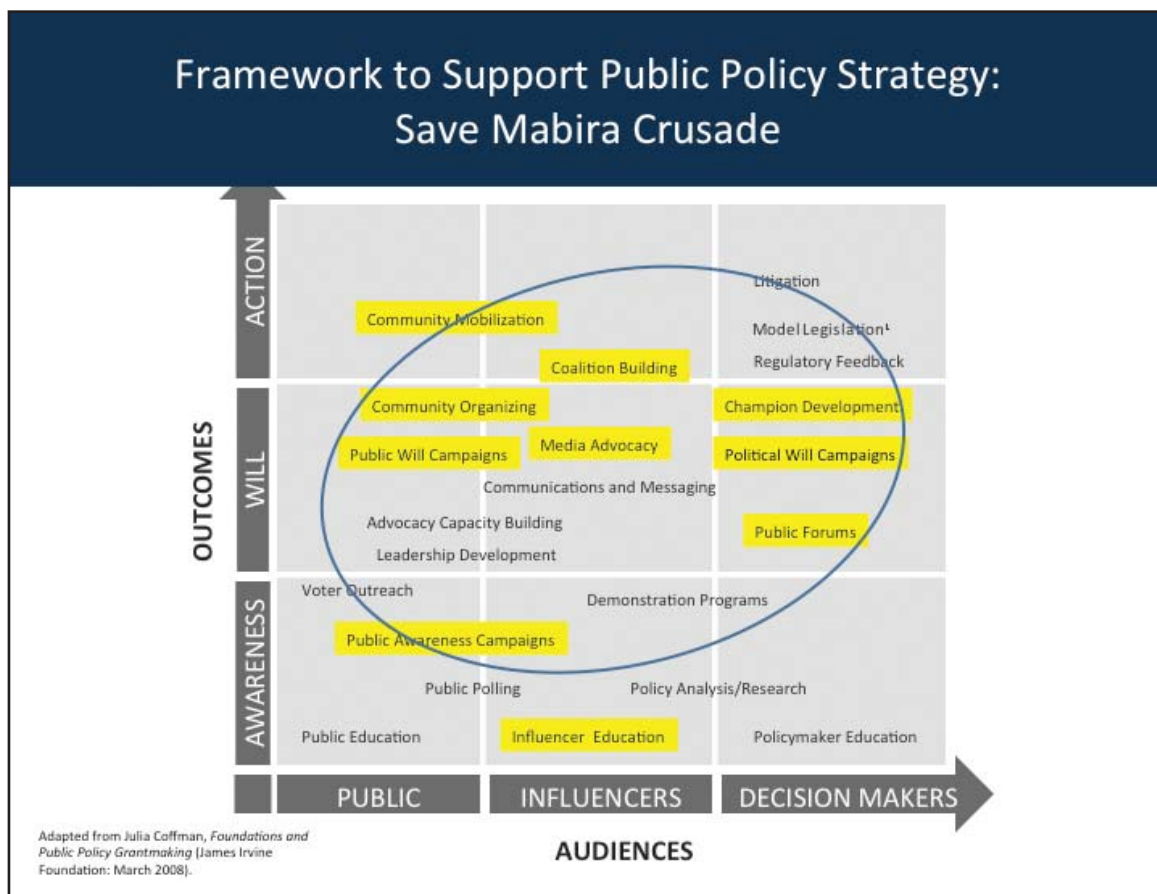 Framework to Support Public Policy Strategy:
Save Mabira Crusade
OUTCOMES
ACTION
WILL
AWARENESS
Litigation
Community Mobilization
Model Legislationᴸ
Regulatory Feedback
Coalition Building
Community Organizing
Champion Development
Media Advocacy
Public Will Campaigns
Political Will Campaigns
Communications and Messaging
Advocacy Capacity Building
Public Forums
Leadership Development
Voter Outreach
Demonstration Programs
Public Awareness Campaigns
Public Polling
Policy Analysis/Research
Public Education
Influencer Education
Policymaker Education
PUBLIC
INFLUENCERS
DECISION MAKERS
AUDIENCES
Adapted from Julia Coffman, Foundations and
Public Policy Grantmaking (James Irvine
Foundation: March 2008).